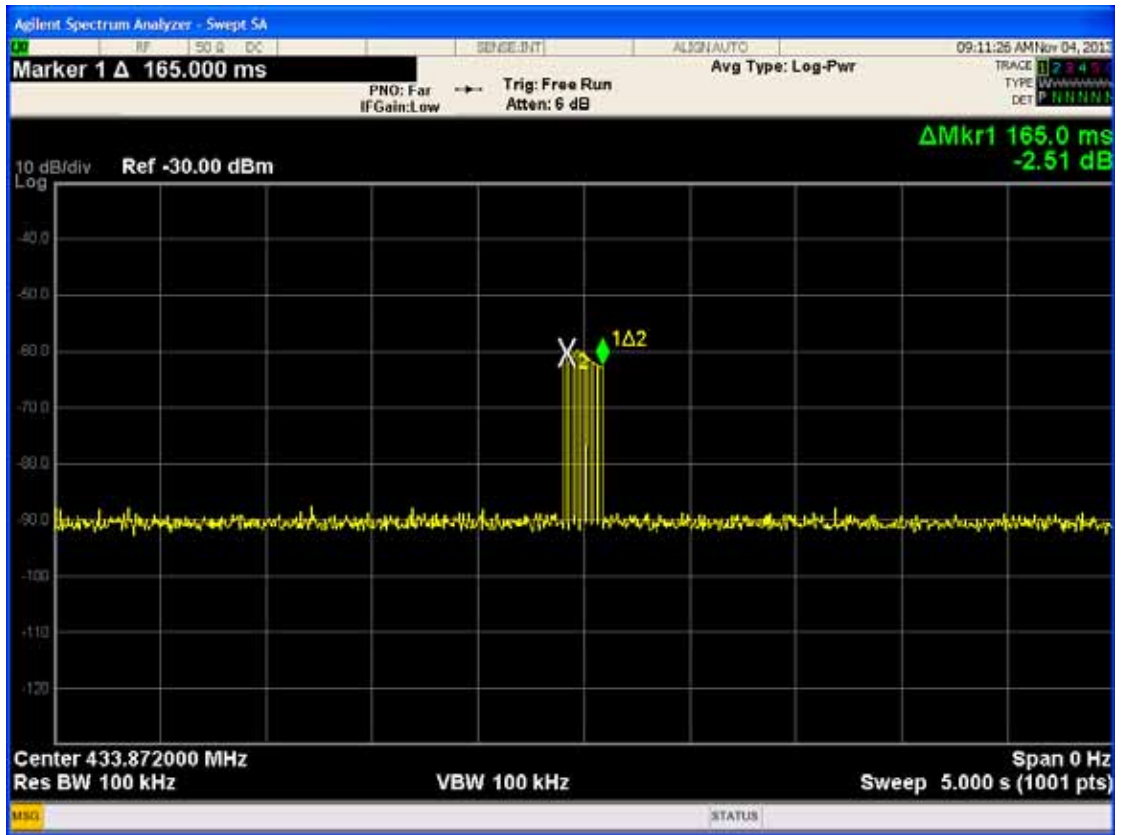 Agilent Spectrum Analyzer - Swept SA
RF 50 Ω DC SENSE:INT ALIGNAUTO 09:11:26 AM Nov 04, 2013
Marker 1 Δ 165.000 ms
Avg Type: Log-Pwr
TRACE 1 2 3 4 5
PNO: Far
Trig: Free Run
TYPE
IFGain:Low
Atten: 6 dB
DET P N N N N N
ΔMkr1 165.0 ms
-2.51 dB
10 dB/div Ref -30.00 dBm
Log
-40.0
-50.0
X 1Δ2
-60.0
-70.0
-80.0
-90.0
-100
-110
-120
Center 433.872000 MHz Span 0 Hz
Res BW 100 kHz VBW 100 kHz Sweep 5.000 s (1001 pts)
MSG STATUS